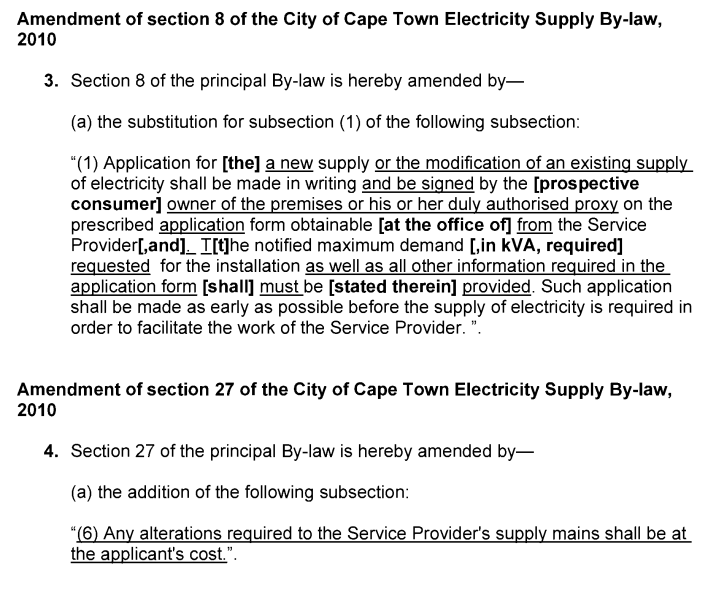 Amendment of section 8 of the City of Cape Town Electricity Supply By-law,
2010
3. Section 8 of the principal By-law is hereby amended by—
(a) the substitution for subsection (1) of the following subsection:
“(1) Application for [the] a new supply or the modification of an existing supply
of electricity shall be made in writing and be signed by the [prospective
consumer] owner of the premises or his or her duly authorised proxy on the
prescribed application form obtainable [at the office of] from the Service
Provider[,and]. T[t]he notified maximum demand [,in kVA, required]
requested for the installation as well as all other information required in the
application form [shall] must be [stated therein] provided. Such application
shall be made as early as possible before the supply of electricity is required in
order to facilitate the work of the Service Provider. ”.
Amendment of section 27 of the City of Cape Town Electricity Supply By-law,
2010
4. Section 27 of the principal By-law is hereby amended by—
(a) the addition of the following subsection:
“(6) Any alterations required to the Service Provider's supply mains shall be at
the applicant's cost.”.